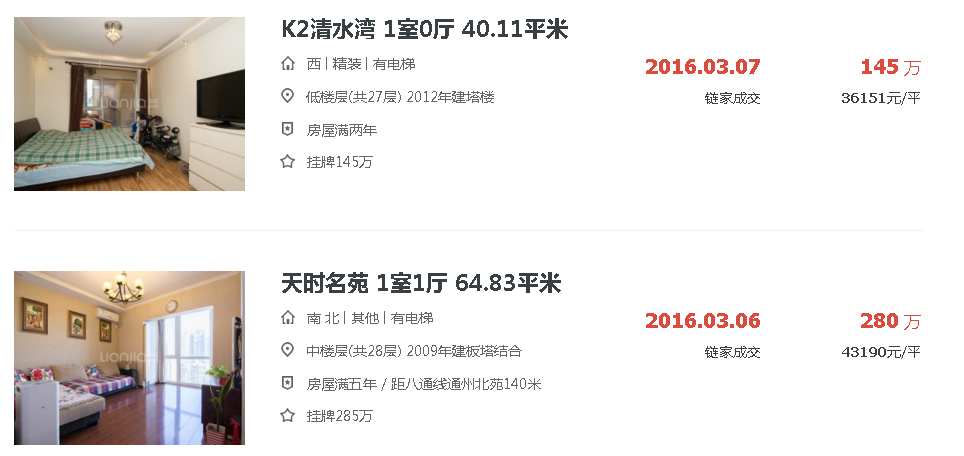 K2清水湾 1室0厅 40.11平米
西 | 精装 | 有电梯
2016.03.07
145 万
低楼层(共27层) 2012年建塔楼
链家成交
36151元/平
房屋满两年
挂牌145万
Lianjia
天时名苑 1室1厅 64.83平米
南 北 | 其他 | 有电梯
2016.03.06
280 万
中楼层(共28层) 2009年建板塔结合
链家成交
43190元/平
房屋满五年 / 距八通线通州北苑140米
挂牌285万
Lianjia